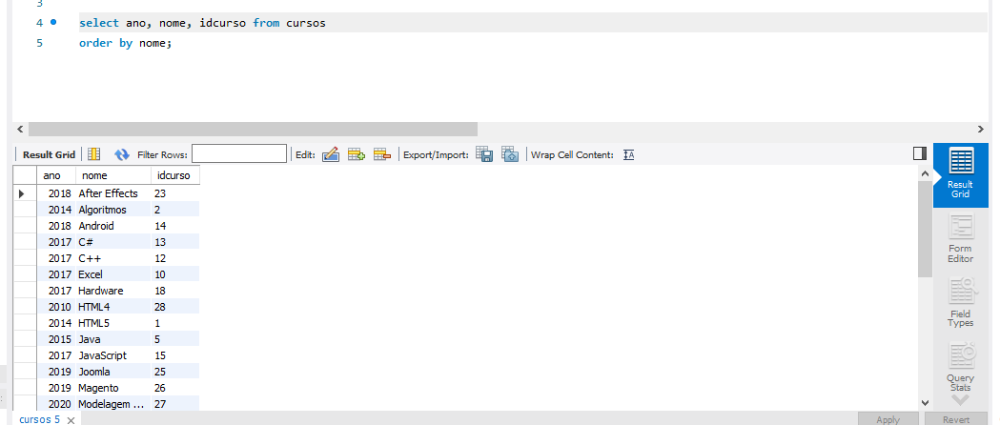 3
4 select ano, nome, idcurso from cursos
5 order by nome;
Result Grid Filter Rows: Edit: Export/Import: Wrap Cell Content: IA
ano nome idcurso
2018 After Effects 23
2014 Algoritmos 2
2018 Android 14
2017 C# 13
2017 C++ 12
2017 Excel 10
2017 Hardware 18
2010 HTML4 28
2014 HTML5 1
2015 Java 5
2017 JavaScript 15
2019 Joomla 25
2019 Magento 26
2020 Modelagem ... 27
Result
Grid
Form
Editor
Field
Types
Query
Stats
cursos 5 Apply Revert